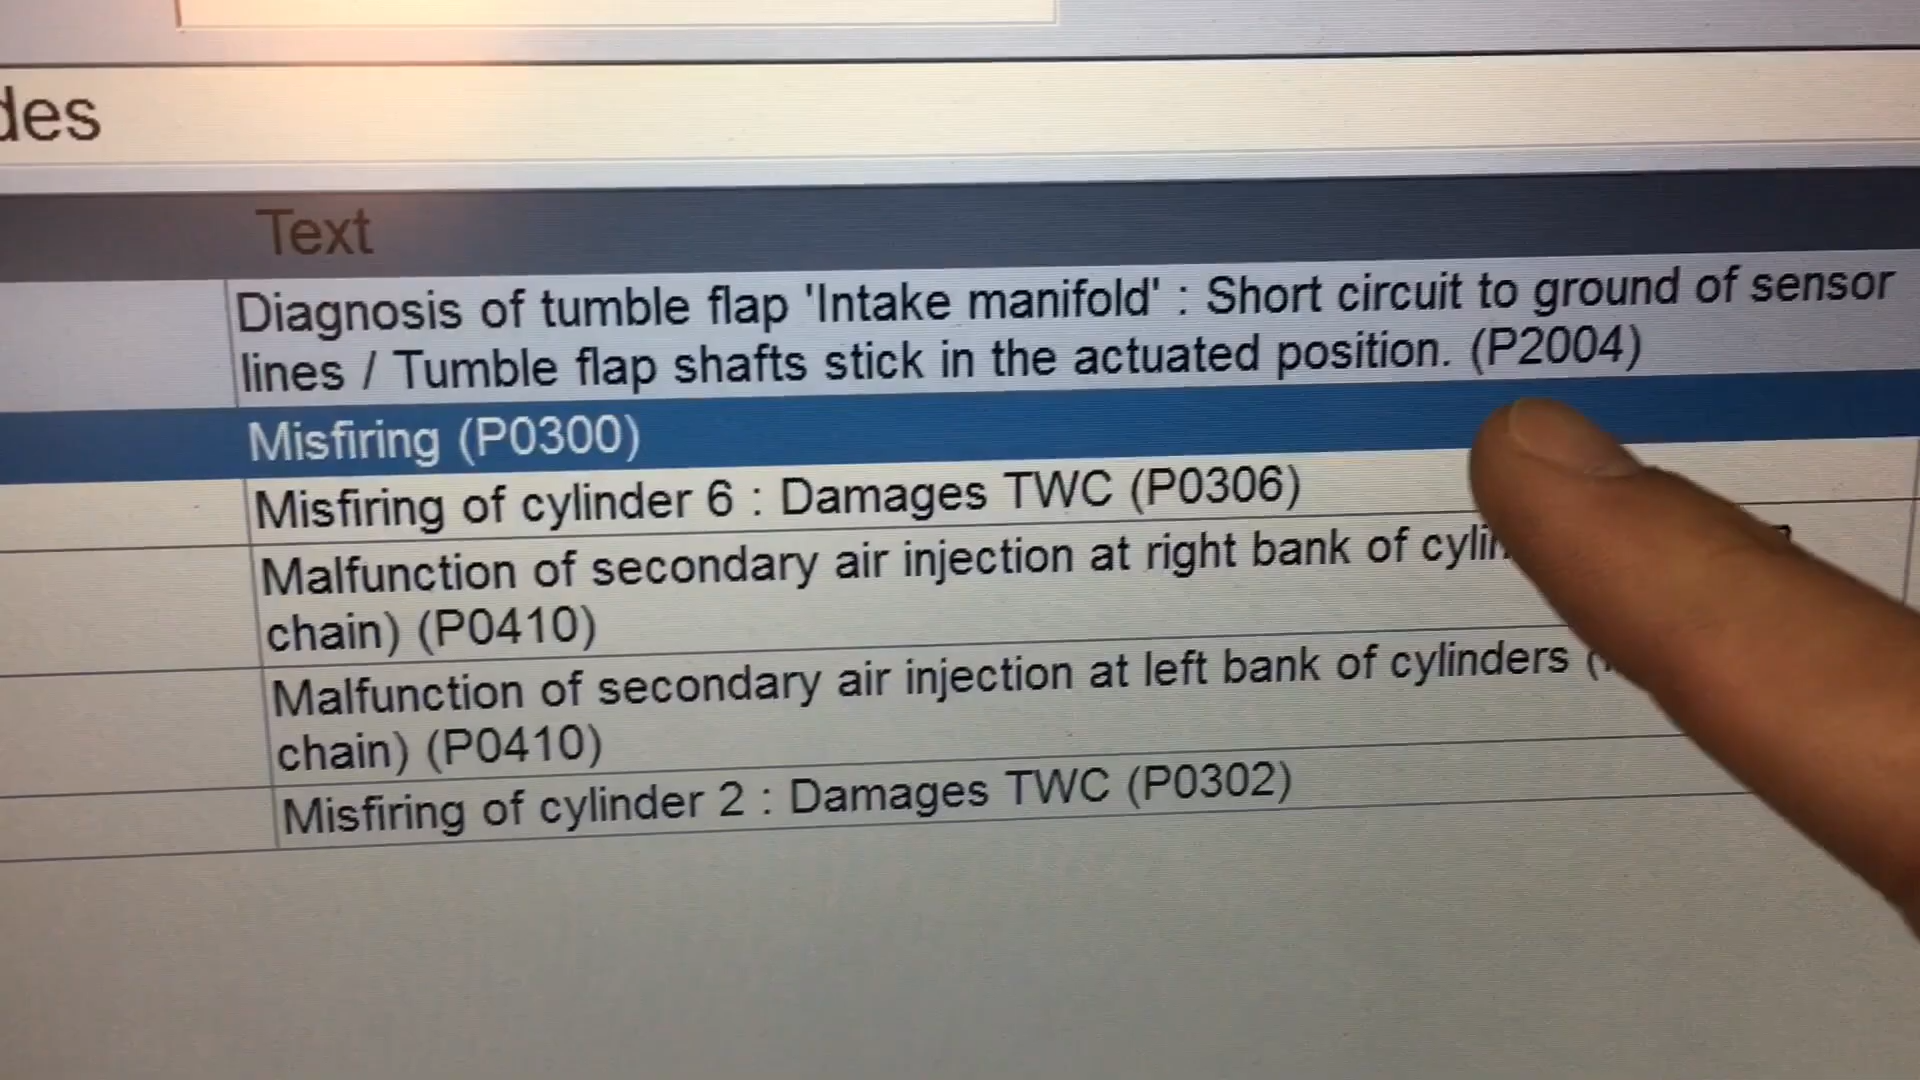 des
Text
Diagnosis of tumble flap 'Intake manifold' : Short circuit to ground of sensor
lines / Tumble flap shafts stick in the actuated position. (P2004)
Misfiring (P0300)
Misfiring of cylinder 6 : Damages TWC (P0306)
Malfunction of secondary air injection at right bank of
chain) (P0410)
Malfunction of secondary air injection at left bank of cylinders
chain) (P0410)
Misfiring of cylinder 2 : Damages TWC (P0302)